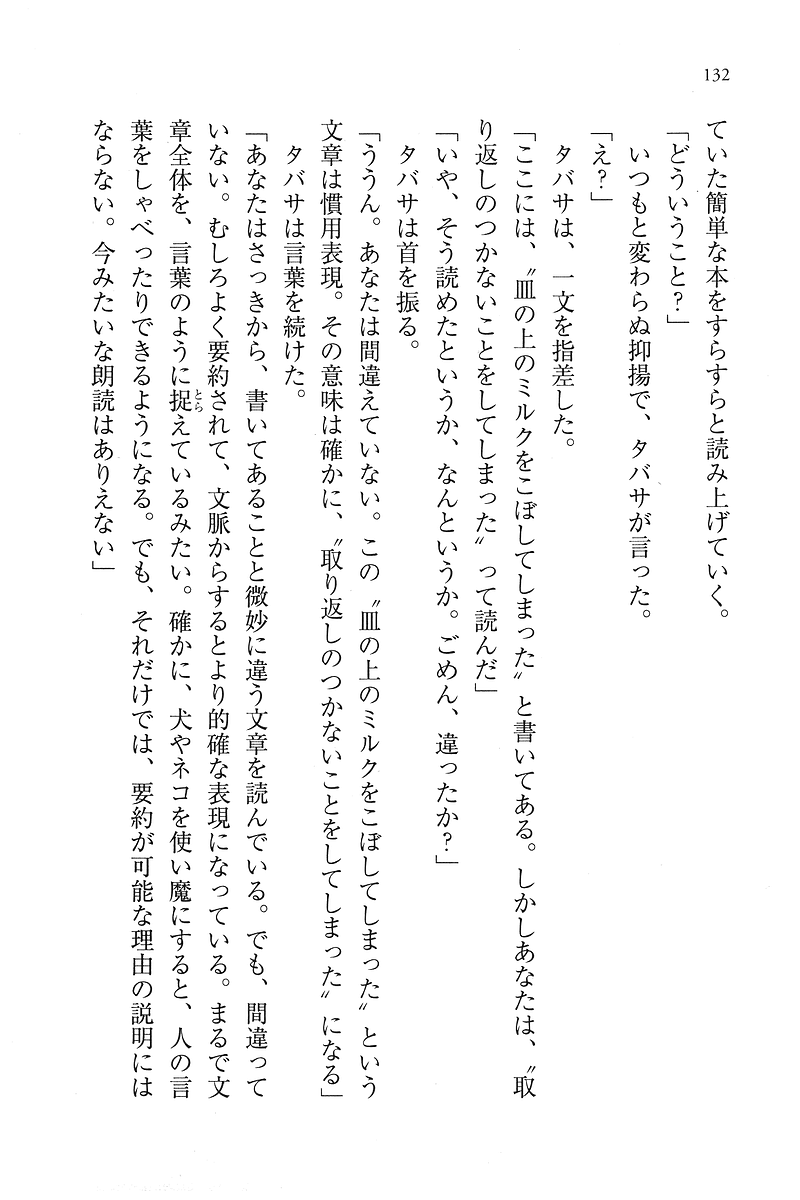 132
ていた簡単な本をすらすらと読み上げていく。
「どういうこと？」
　いつもと変わらぬ抑揚で、タバサが言った。
「え？」
　タバサは、一文を指差した。
「ここには、〝皿の上のミルクをこぼしてしまった〟と書いてある。しかしあなたは、〝取
り返しのつかないことをしてしまった〟って読んだ」
「いや、そう読めたというか、なんというか。ごめん、違ったか？」
　タバサは首を振る。
「ううん。あなたは間違えていない。この〝皿の上のミルクをこぼしてしまった〟という
文章は慣用表現。その意味は確かに、〝取り返しのつかないことをしてしまった〟になる」
　タバサは言葉を続けた。
「あなたはさっきから、書いてあることと微妙に違う文章を読んでいる。でも、間違って
いない。むしろよく要約されて、文脈からするとより的確な表現になっている。まるで文
章全体を、言葉のように捉えているみたい。確かに、犬やネコを使い魔にすると、人の言
とら
葉をしゃべったりできるようになる。でも、それだけでは、要約が可能な理由の説明には
ならない。今みたいな朗読はありえない」